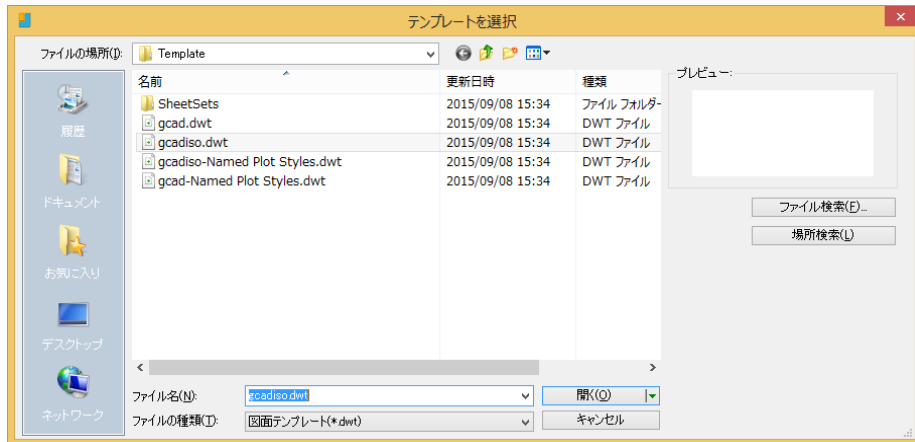 テンプレートを選択
ファイルの場所(I):
Template
名前
更新日時
種類
SheetSets
2015/09/08 15:34
ファイル フォルダー
gcad.dwt
2015/09/08 15:34
DWT ファイル
gcadiso.dwt
2015/09/08 15:34
DWT ファイル
gcadiso-Named Plot Styles.dwt
2015/09/08 15:34
DWT ファイル
gcad-Named Plot Styles.dwt
2015/09/08 15:34
DWT ファイル
履歴
ドキュメント
お気に入り
デスクトップ
ネットワーク
プレビュー:
ファイル検索(F)...
場所検索(L)
ファイル名(N):
gcadiso.dwt
開く(O)
ファイルの種類(T):
図面テンプレート(*.dwt)
キャンセル